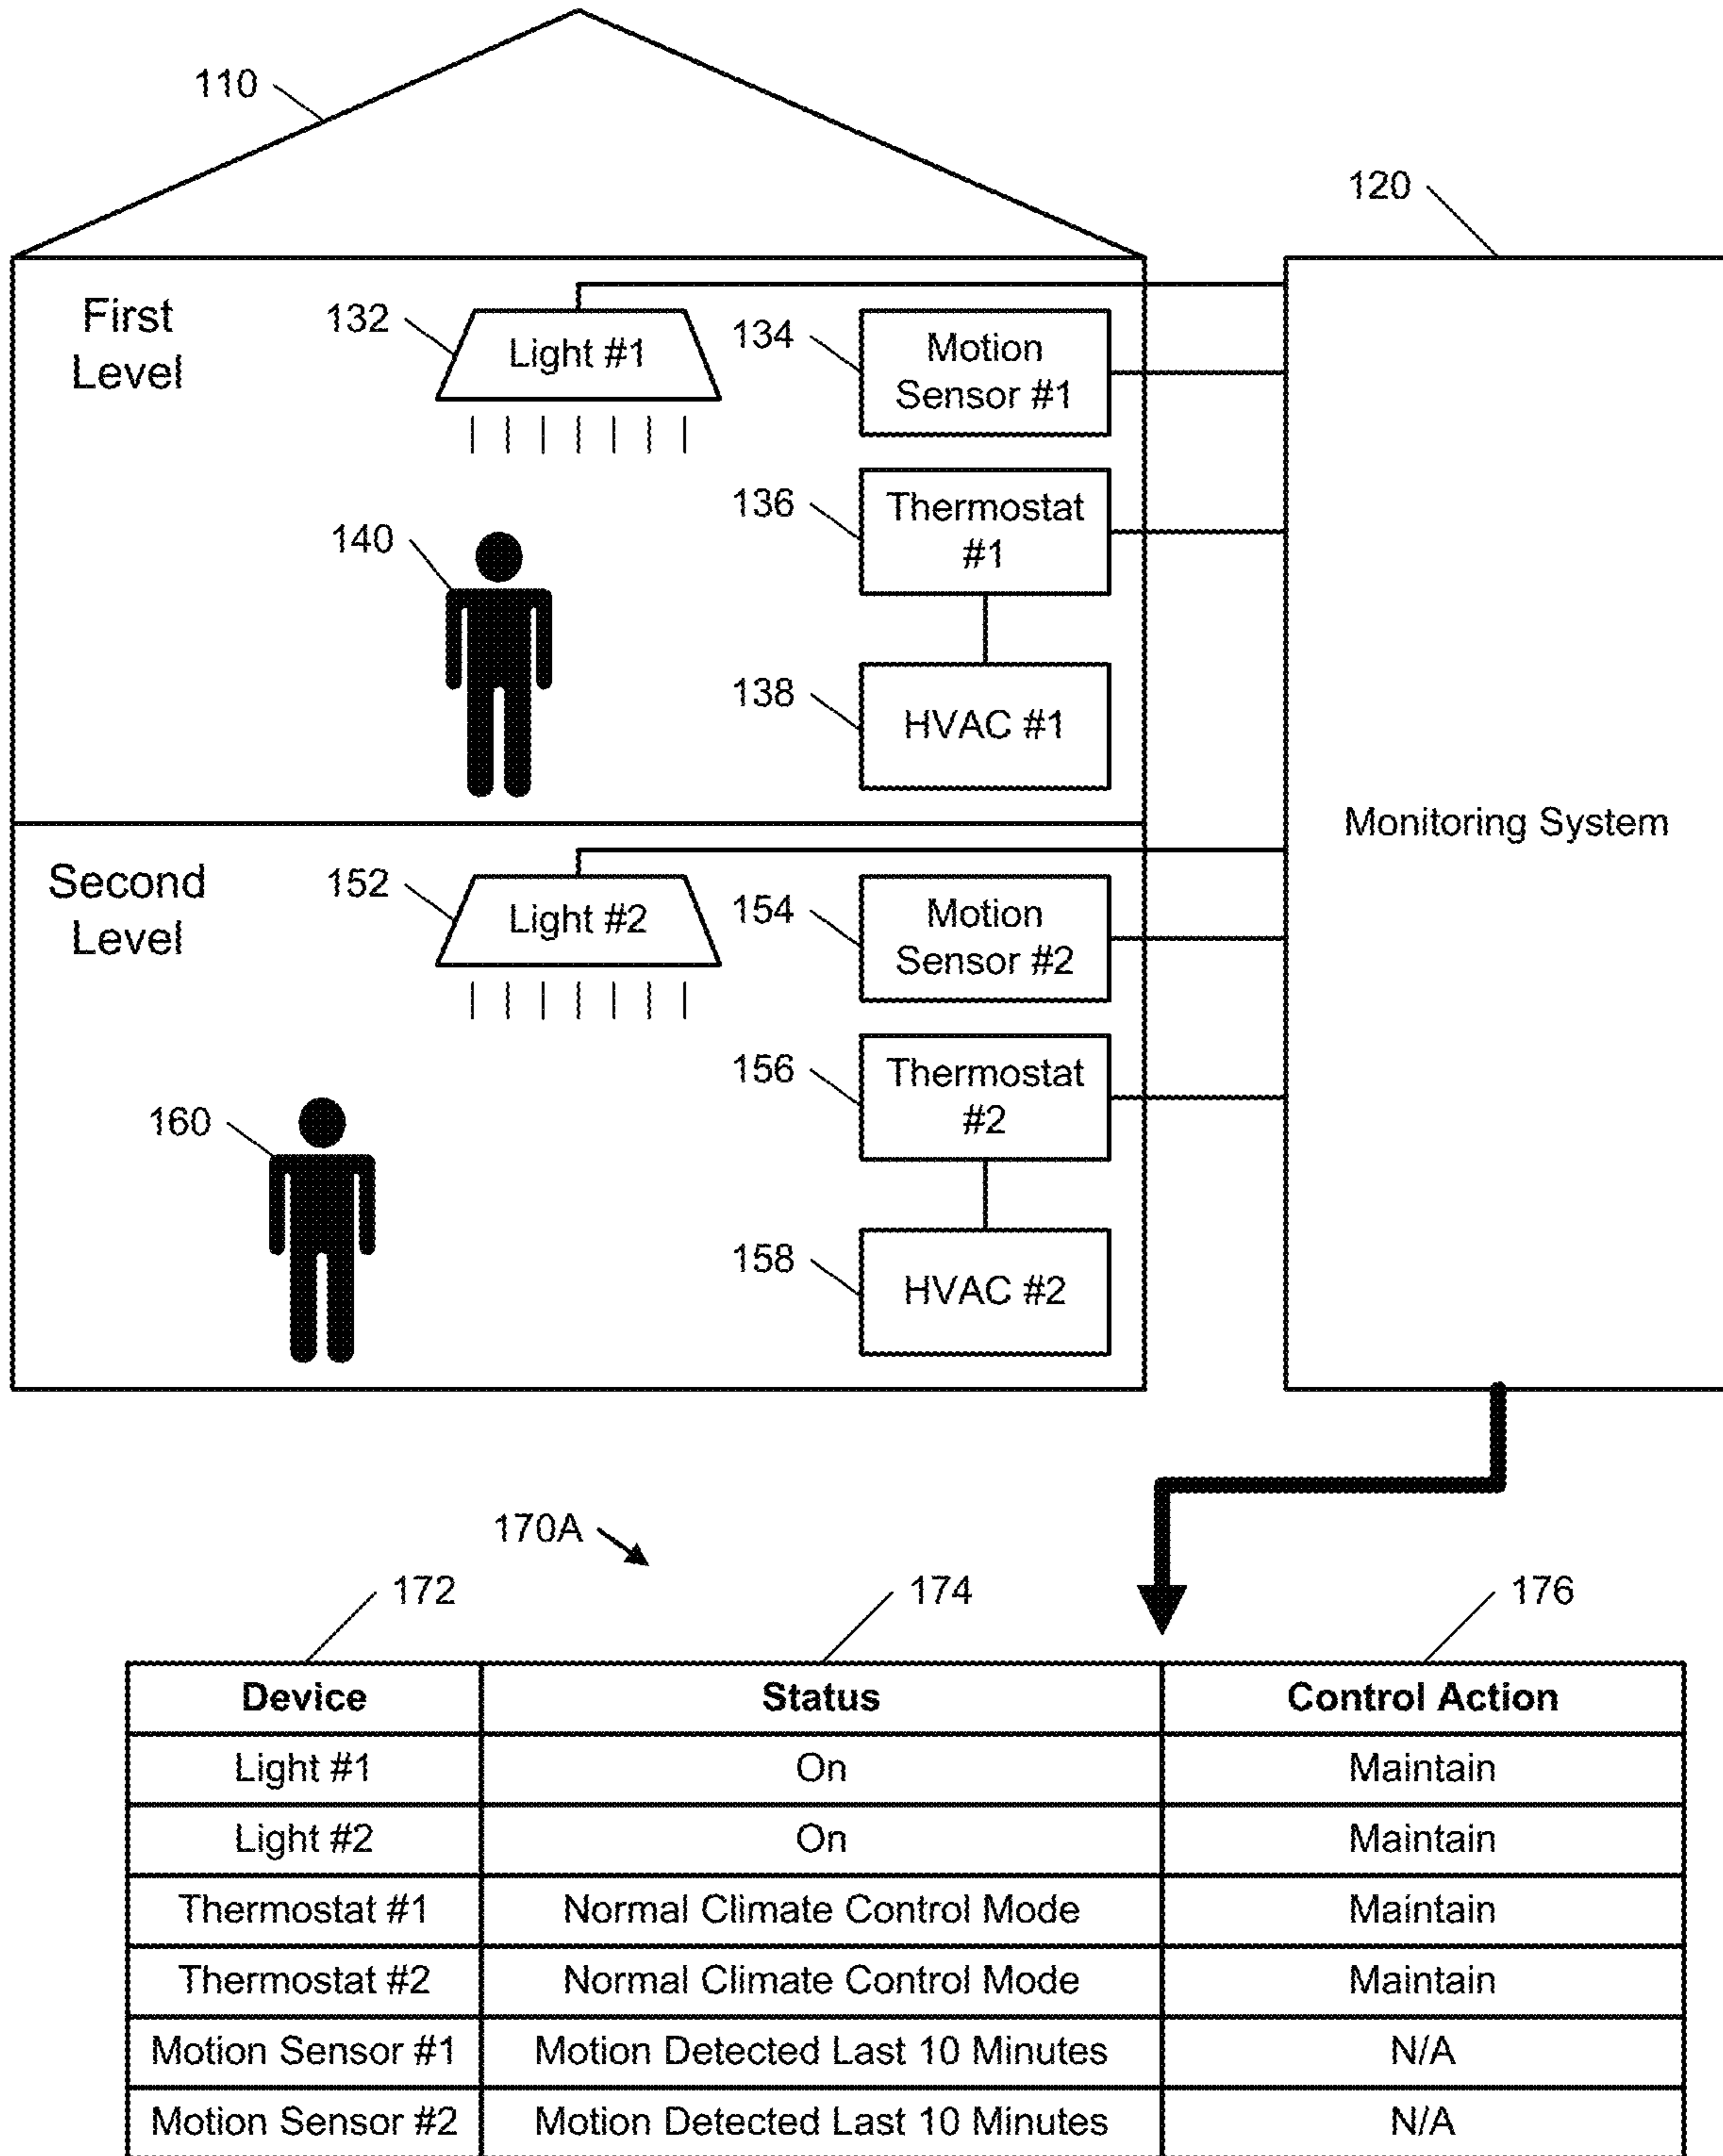 110
120
First
Level
132
Light #1
134
Motion
Sensor #1
136
Thermostat
#1
140
138
HVAC #1
Monitoring System
Second
Level
152
Light #2
154
Motion
Sensor #2
156
Thermostat
#2
160
158
HVAC #2
170A
172
174
176
Device Status Control Action
Light #1 On Maintain
Light #2 On Maintain
Thermostat #1 Normal Climate Control Mode Maintain
Thermostat #2 Normal Climate Control Mode Maintain
Motion Sensor #1 Motion Detected Last 10 Minutes N/A
Motion Sensor #2 Motion Detected Last 10 Minutes N/A